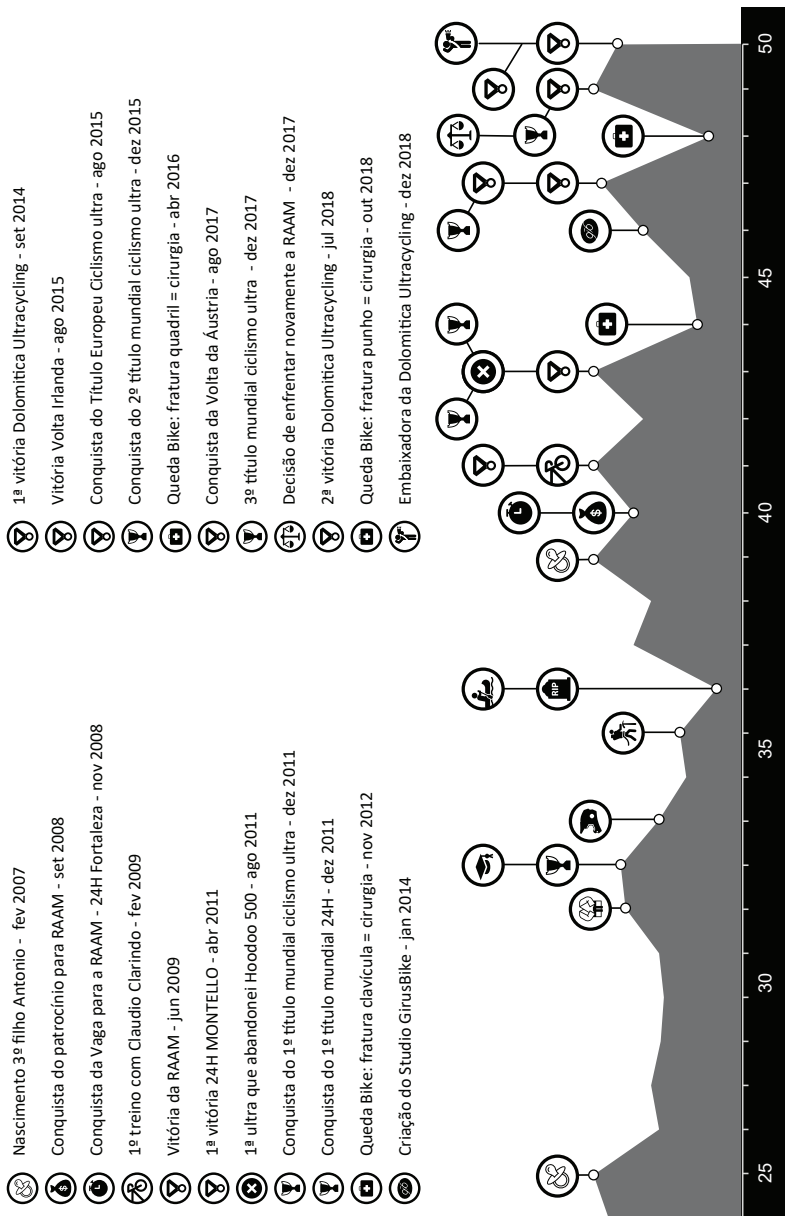 Nascimento 3º filho Antonio - fev 2007
Conquista do patrocínio para RAAM - set 2008
Conquista da Vaga para a RAAM - 24H Fortaleza - nov 2008
1º treino com Claudio Clarindo - fev 2009
Vitória da RAAM - jun 2009
1ª vitória 24H MONTELLO - abr 2011
1ª ultra que abandonei Hoodoo 500 - ago 2011
Conquista do 1º título mundial ciclismo ultra - dez 2011
Conquista do 1º título mundial 24H - dez 2011
Queda Bike: fratura clavícula = cirurgia - nov 2012
Criação do Studio GirusBike - jan 2014
1ª vitória Dolomitica Ultracycling - set 2014
Vitória Volta Irlanda - ago 2015
Conquista do Título Europeu Ciclismo ultra - ago 2015
Conquista do 2º título mundial ciclismo ultra - dez 2015
Queda Bike: fratura quadril = cirurgia - abr 2016
Conquista da Volta da Áustria - ago 2017
3º título mundial ciclismo ultra - dez 2017
Decisão de enfrentar novamente a RAAM - dez 2017
2ª vitória Dolomitica Ultracycling - jul 2018
Queda Bike: fratura punho = cirurgia - out 2018
Embaixadora da Dolomitica Ultracycling - dez 2018
RIP
25 30 35 40 45 50